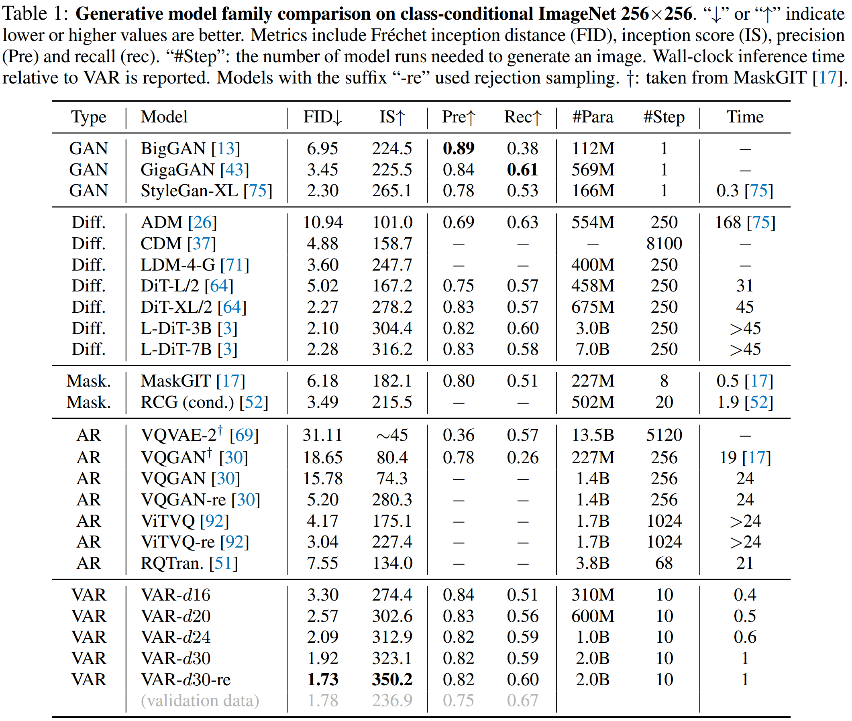 Table 1: Generative model family comparison on class-conditional ImageNet 256×256. “↓” or “↑” indicate
lower or higher values are better. Metrics include Fréchet inception distance (FID), inception score (IS), precision
(Pre) and recall (rec). “#Step”: the number of model runs needed to generate an image. Wall-clock inference time
relative to VAR is reported. Models with the suffix “-re” used rejection sampling. †: taken from MaskGIT [17].
Type Model FID↓ IS↑ Pre↑ Rec↑ #Para #Step Time
GAN BigGAN [13] 6.95 224.5 0.89 0.38 112M 1 −
GAN GigaGAN [43] 3.45 225.5 0.84 0.61 569M 1 −
GAN StyleGan-XL [75] 2.30 265.1 0.78 0.53 166M 1 0.3 [75]
Diff. ADM [26] 10.94 101.0 0.69 0.63 554M 250 168 [75]
Diff. CDM [37] 4.88 158.7 − − − 8100 −
Diff. LDM-4-G [71] 3.60 247.7 − − 400M 250 −
Diff. DiT-L/2 [64] 5.02 167.2 0.75 0.57 458M 250 31
Diff. DiT-XL/2 [64] 2.27 278.2 0.83 0.57 675M 250 45
Diff. L-DiT-3B [3] 2.10 304.4 0.82 0.60 3.0B 250 >45
Diff. L-DiT-7B [3] 2.28 316.2 0.83 0.58 7.0B 250 >45
Mask. MaskGIT [17] 6.18 182.1 0.80 0.51 227M 8 0.5 [17]
Mask. RCG (cond.) [52] 3.49 215.5 − − 502M 20 1.9 [52]
AR VQVAE-2† [69] 31.11 ∼45 0.36 0.57 13.5B 5120 −
AR VQGAN† [30] 18.65 80.4 0.78 0.26 227M 256 19 [17]
AR VQGAN [30] 15.78 74.3 − − 1.4B 256 24
AR VQGAN-re [30] 5.20 280.3 − − 1.4B 256 24
AR ViTVQ [92] 4.17 175.1 − − 1.7B 1024 >24
AR ViTVQ-re [92] 3.04 227.4 − − 1.7B 1024 >24
AR RQTran. [51] 7.55 134.0 − − 3.8B 68 21
VAR VAR-d16 3.30 274.4 0.84 0.51 310M 10 0.4
VAR VAR-d20 2.57 302.6 0.83 0.56 600M 10 0.5
VAR VAR-d24 2.09 312.9 0.82 0.59 1.0B 10 0.6
VAR VAR-d30 1.92 323.1 0.82 0.59 2.0B 10 1
VAR VAR-d30-re 1.73 350.2 0.82 0.60 2.0B 10 1
(validation data) 1.78 236.9 0.75 0.67